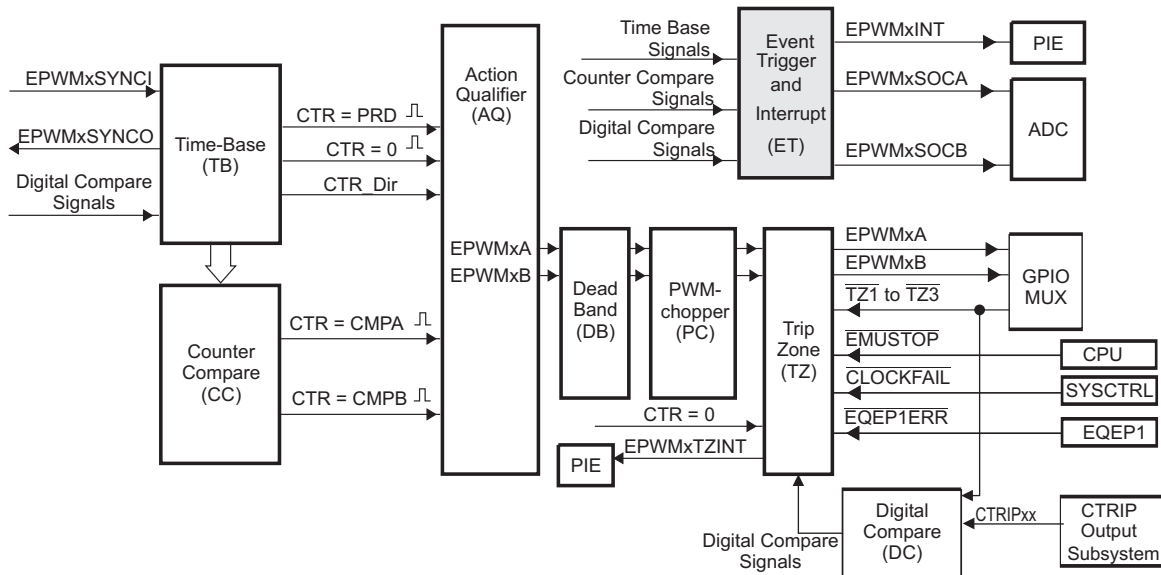 EPWMxSYNCI
EPWMxSYNCO
Digital Compare
Signals
Time-Base
(TB)
CTR = PRD
CTR = 0
CTR_Dir
Counter
Compare
(CC)
CTR = CMPA
CTR = CMPB
Action
Qualifier
(AQ)
EPWMxA
EPWMxB
Time Base
Signals
Counter Compare
Signals
Digital Compare
Signals
Event
Trigger
and
Interrupt
(ET)
EPWMxINT
EPWMxSOCA
EPWMxSOCB
PIE
ADC
Dead
Band
(DB)
PWM-
chopper
(PC)
Trip
Zone
(TZ)
EPWMxA
EPWMxB
TZ1 to TZ3
EMUSTOP
CLOCKFAIL
EQEP1ERR
GPIO
MUX
CPU
SYSCTRL
EQEP1
CTR = 0
EPWMxTZINT
PIE
Digital Compare
Signals
Digital
Compare
(DC)
CTRIPxx
CTRIP
Output
Subsystem